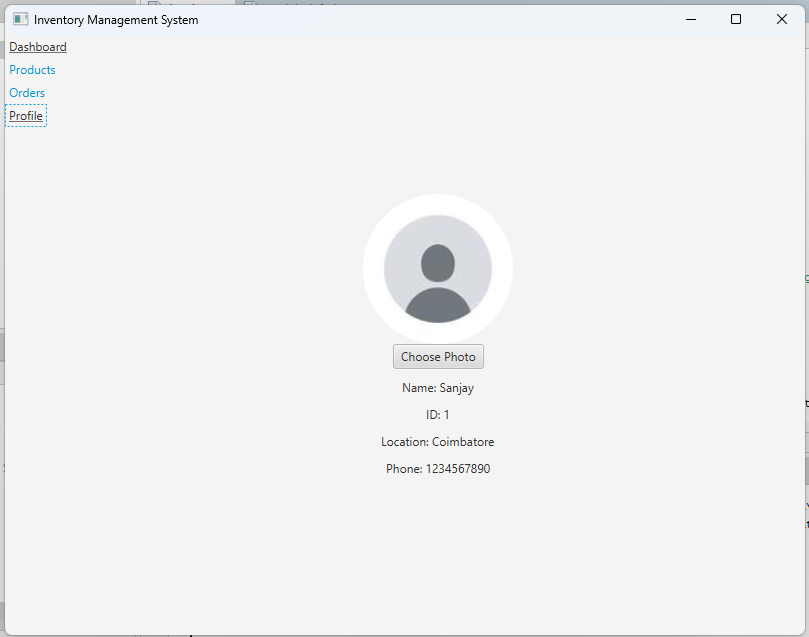 Inventory Management System
Dashboard
Products
Orders
Profile
Choose Photo
Name: Sanjay
ID: 1
Location: Coimbatore
Phone: 1234567890